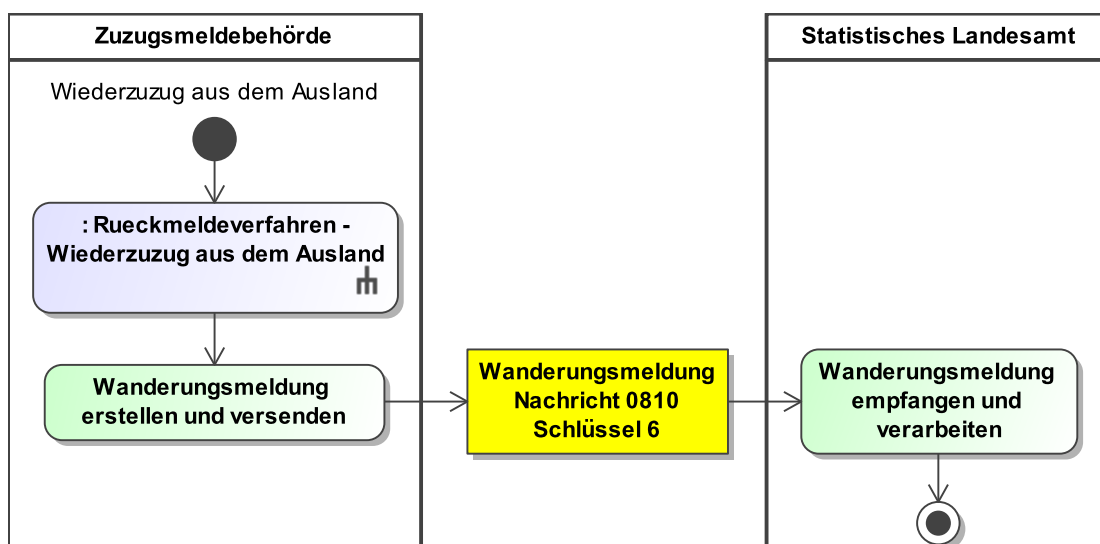 Zuzugsmeldebehörde
Statistisches Landesamt
Wiederzuzug aus dem Ausland
: Rueckmeldeverfahren -
Wiederzuzug aus dem Ausland
Wanderungsmeldung
erstellen und versenden
Wanderungsmeldung
Nachricht 0810
Schlüssel 6
Wanderungsmeldung
empfangen und
verarbeiten